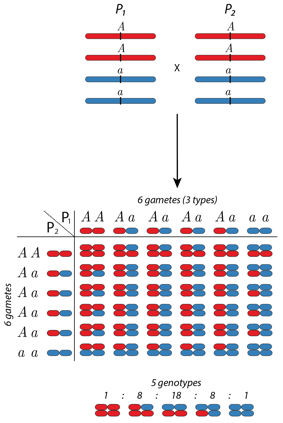 P1 P2
A A
A A
a X a
a a
6 gametes (3 types)
P1 A A A a A a A a A a a a
P2
6 gametes
A A
A a
A a
A a
A a
a a
5 genotypes
1 : 8 : 18 : 8 : 1